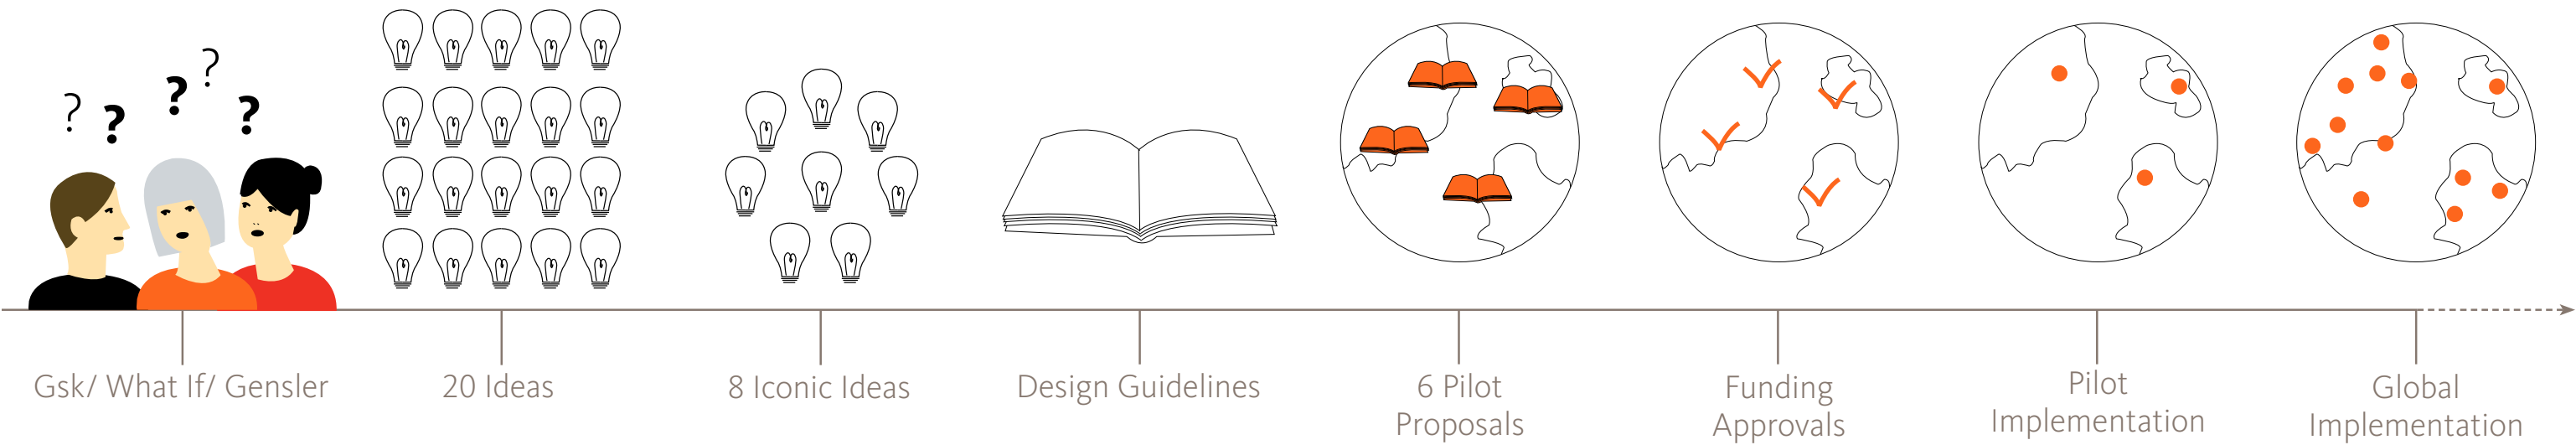 ? ? ? ? ?
Gsk/ What If/ Gensler
20 Ideas
8 Iconic Ideas
Design Guidelines
6 Pilot
Proposals
Funding
Approvals
Pilot
Implementation
Global
Implementation